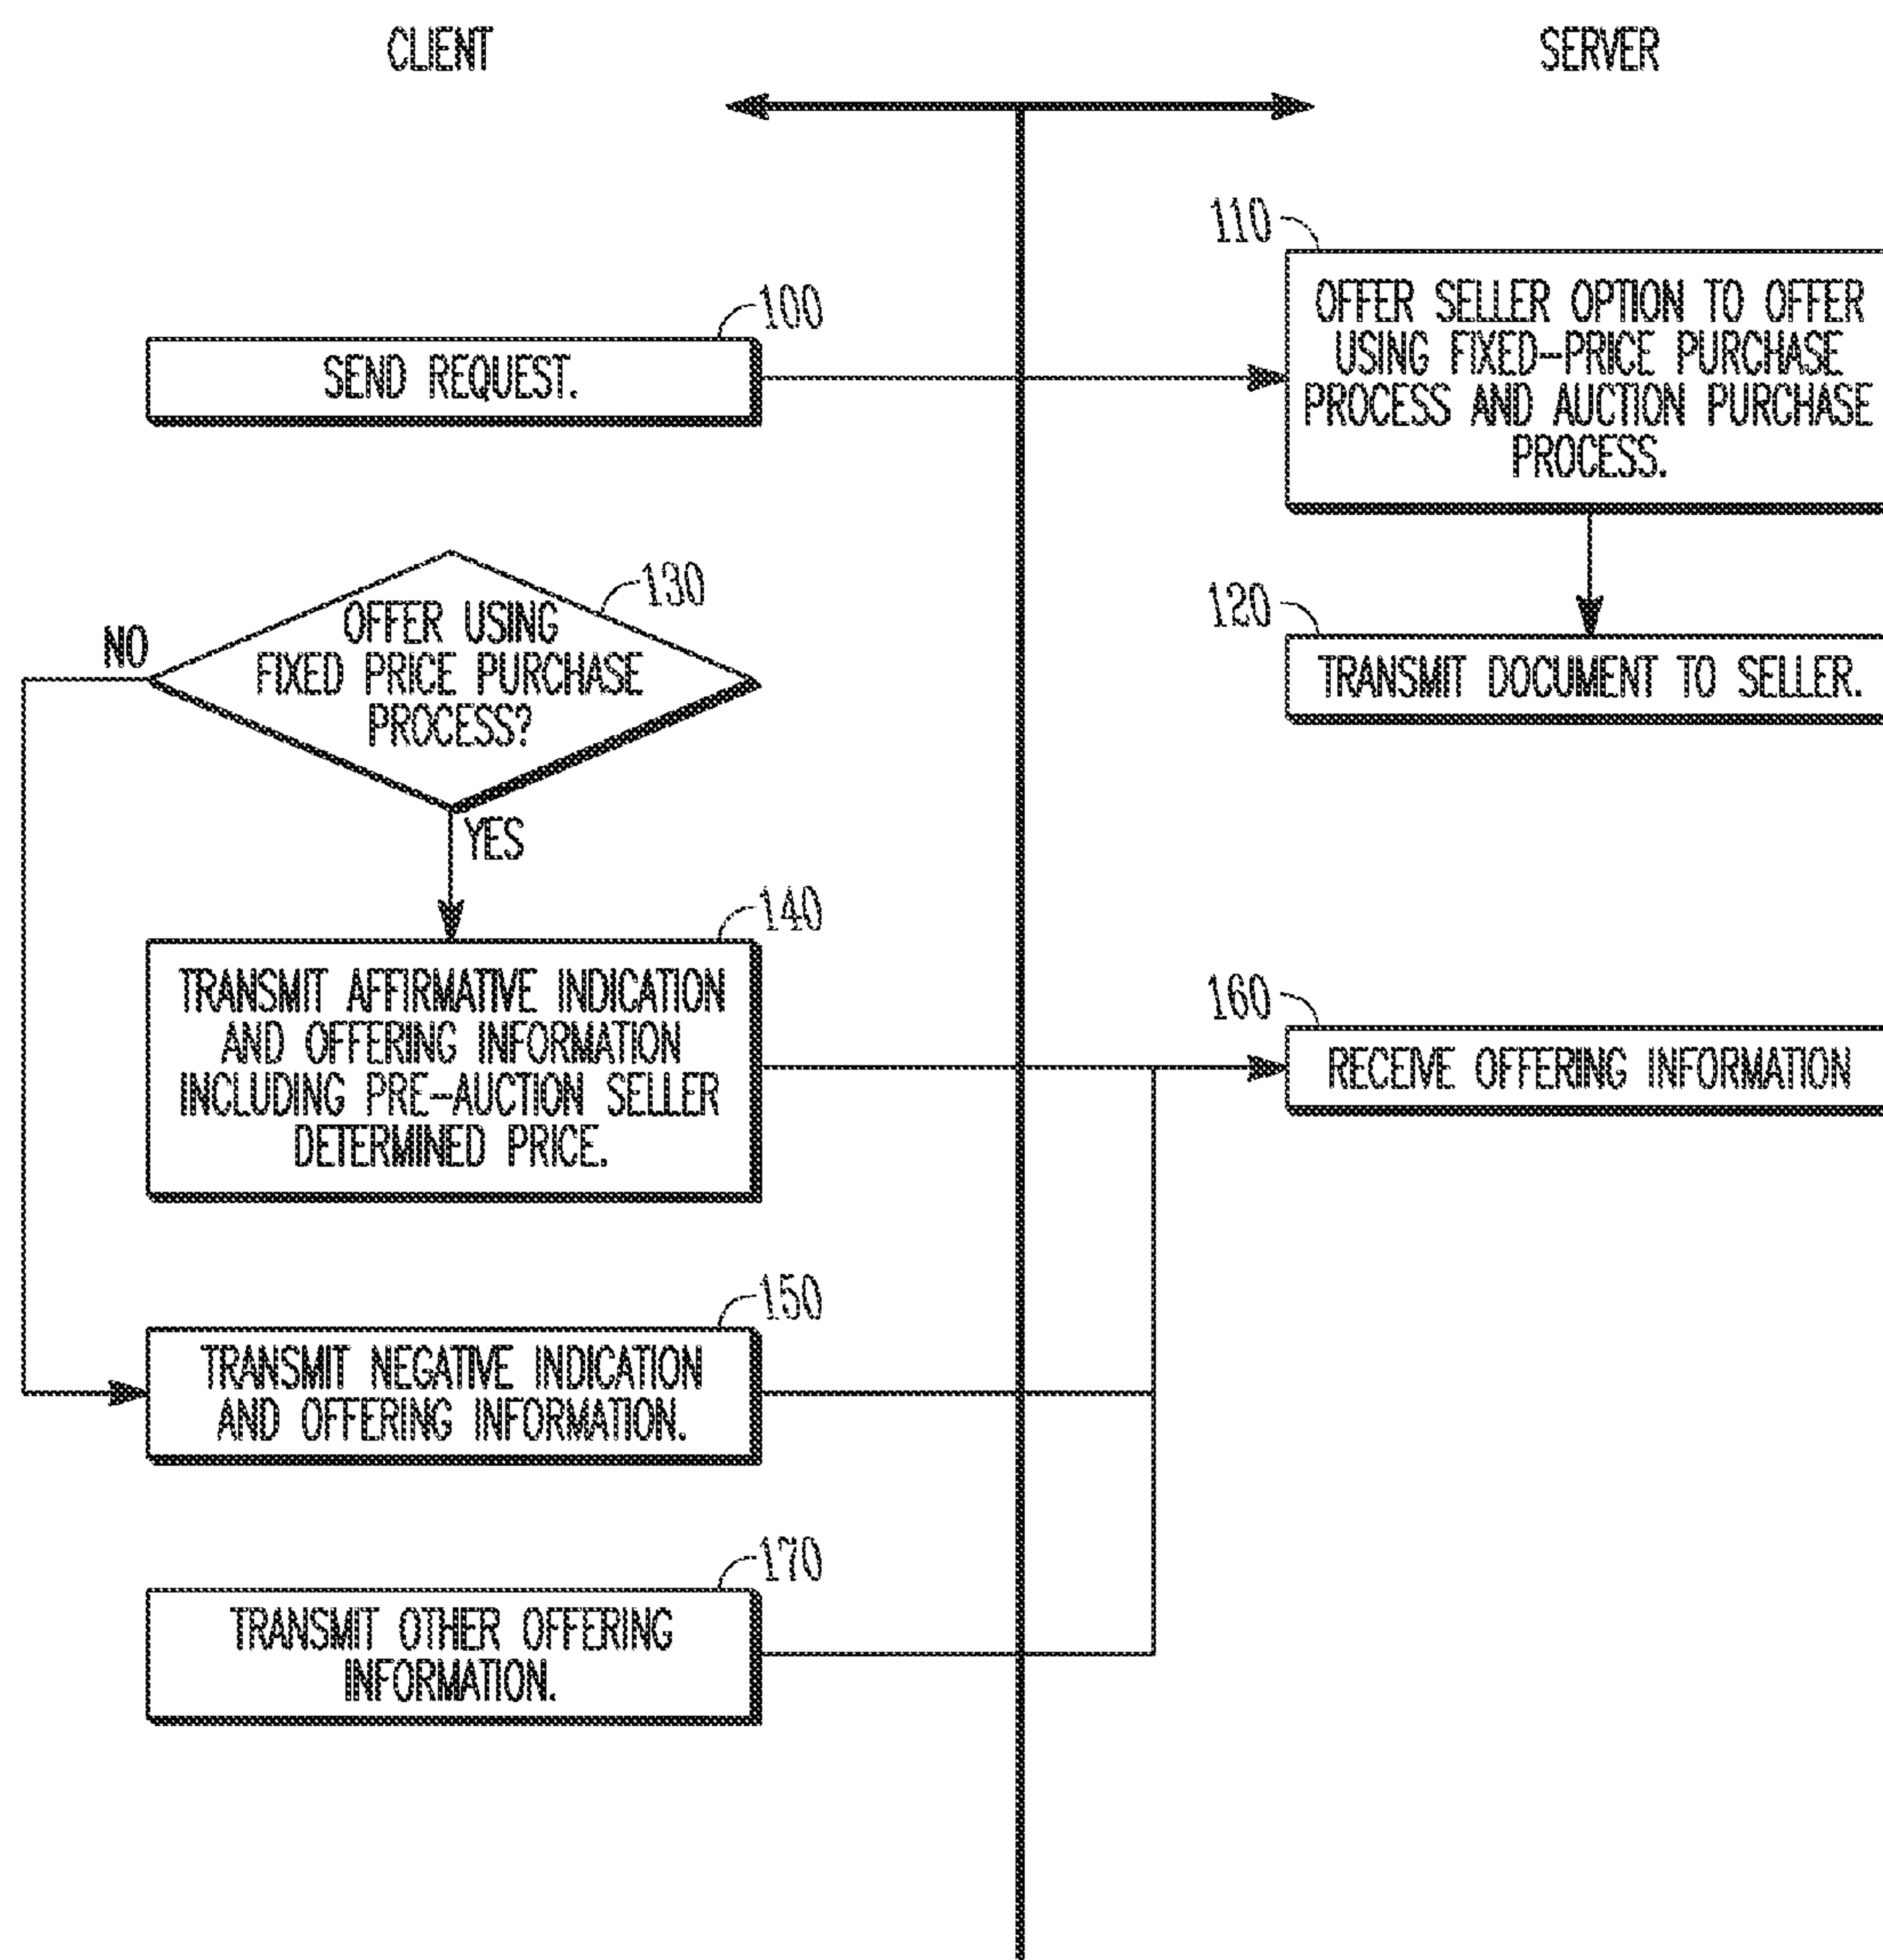 CLIENT
SERVER
100
SEND REQUEST.
110
OFFER SELLER OPTION TO OFFER
USING FIXED-PRICE PURCHASE
PROCESS AND AUCTION PURCHASE
PROCESS.
120
TRANSMIT DOCUMENT TO SELLER.
130
OFFER USING
FIXED PRICE PURCHASE
PROCESS?
NO
YES
140
TRANSMIT AFFIRMATIVE INDICATION
AND OFFERING INFORMATION
INCLUDING PRE-AUCTION SELLER
DETERMINED PRICE.
160
RECEIVE OFFERING INFORMATION
150
TRANSMIT NEGATIVE INDICATION
AND OFFERING INFORMATION.
170
TRANSMIT OTHER OFFERING
INFORMATION.